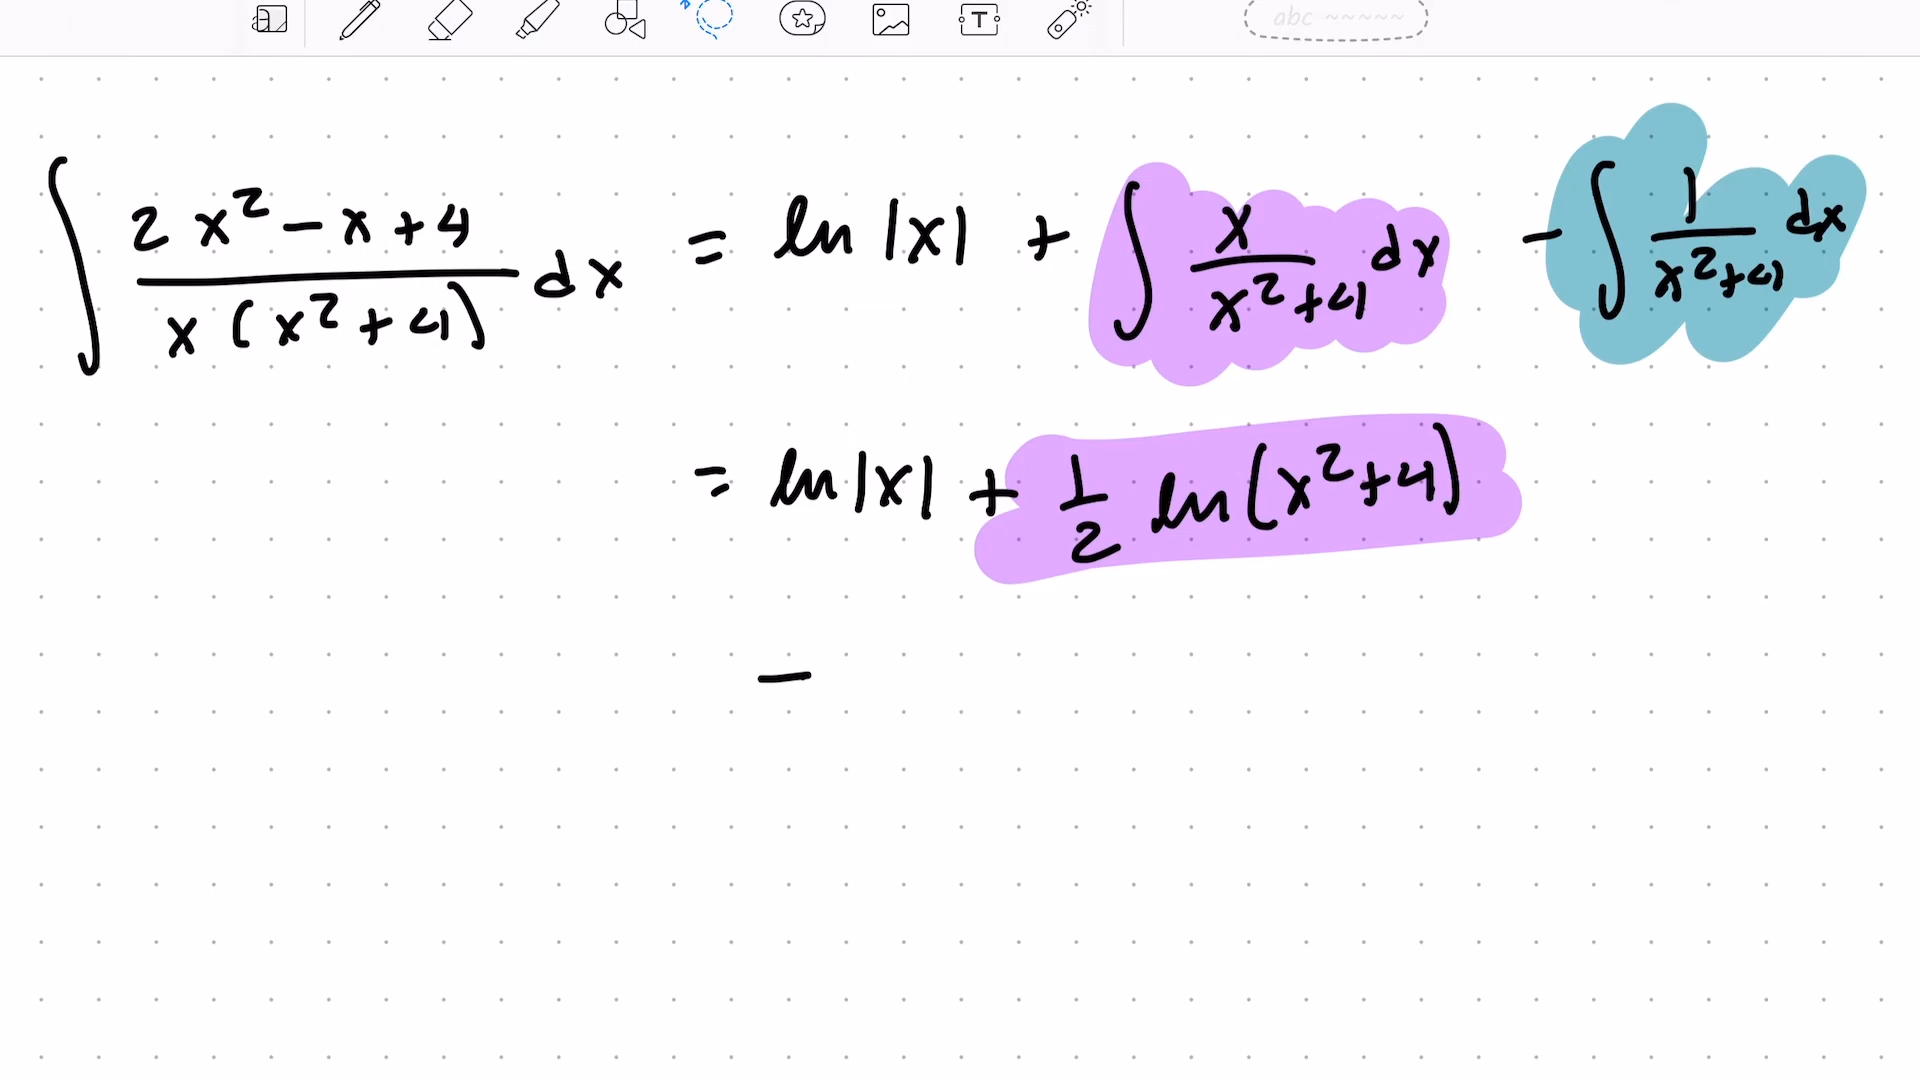 abc
T
∫ (2x² − x + 4) / (x(x² + 4)) dx = ln|x| + ∫ x/(x²+4) dx − ∫ 1/(x²+4) dx
= ln|x| + 1/2 ln(x²+4)
−